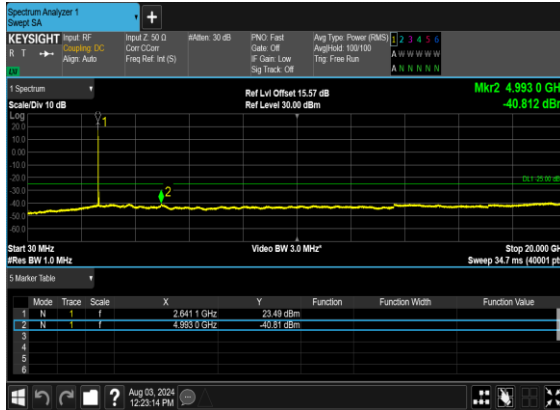 Spectrum Analyzer 1
Swept SA
+
KEYSIGHT
R T
LXI
Input: RF
Coupling: DC
Align: Auto
Input Z: 50 Ω
Corr CCorr
Freq Ref: Int (S)
#Atten: 30 dB
PNO: Fast
Gate: Off
IF Gain: Low
Sig Track: Off
Avg Type: Power (RMS)
Avg|Hold: 100/100
Trig: Free Run
1 2 3 4 5 6
A W W W W W
A N N N N N
1 Spectrum
Scale/Div 10 dB
Log
Ref Lvl Offset 15.57 dB
Ref Level 30.00 dBm
Mkr2 4.993 0 GH
-40.812 dBr
20.0
10.0
0.00
-10.0
-20.0
-30.0
-40.0
-50.0
-60.0
1
2
DL1 -25.00 dB
Start 30 MHz
#Res BW 1.0 MHz
Video BW 3.0 MHz*
Stop 20.000 GH
Sweep 34.7 ms (40001 pt
5 Marker Table
Mode Trace Scale X Y Function Function Width Function Value
1 N 1 f 2.641 1 GHz 23.49 dBm
2 N 1 f 4.993 0 GHz -40.81 dBm
3
4
5
6
?
Aug 03, 2024
12:23:14 PM